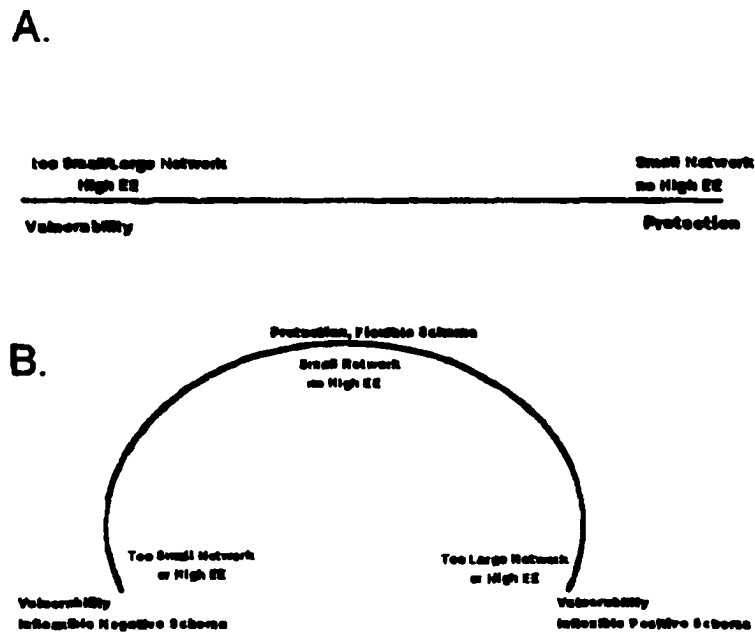 A.
too Small/Large Network
High EE
Small Network
no High EE
Vulnerability
Protection
B.
Protection, Flexible Schema
Small Network
no High EE
Too Small Network
or High EE
Too Large Network
or High EE
Vulnerability
Inflexible Negative Schema
Vulnerability
Inflexible Positive Schema